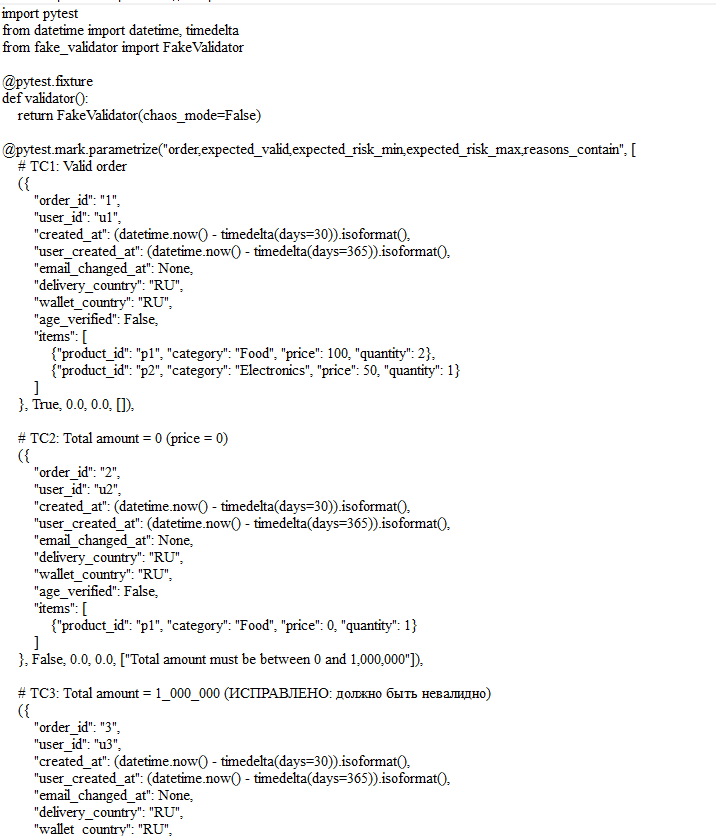 import pytest
from datetime import datetime, timedelta
from fake_validator import FakeValidator

@pytest.fixture
def validator():
    return FakeValidator(chaos_mode=False)

@pytest.mark.parametrize("order,expected_valid,expected_risk_min,expected_risk_max,reasons_contain", [
    # TC1: Valid order
    ({
        "order_id": "1",
        "user_id": "u1",
        "created_at": (datetime.now() - timedelta(days=30)).isoformat(),
        "user_created_at": (datetime.now() - timedelta(days=365)).isoformat(),
        "email_changed_at": None,
        "delivery_country": "RU",
        "wallet_country": "RU",
        "age_verified": False,
        "items": [
            {"product_id": "p1", "category": "Food", "price": 100, "quantity": 2},
            {"product_id": "p2", "category": "Electronics", "price": 50, "quantity": 1}
        ]
    }, True, 0.0, 0.0, []),

    # TC2: Total amount = 0 (price = 0)
    ({
        "order_id": "2",
        "user_id": "u2",
        "created_at": (datetime.now() - timedelta(days=30)).isoformat(),
        "user_created_at": (datetime.now() - timedelta(days=365)).isoformat(),
        "email_changed_at": None,
        "delivery_country": "RU",
        "wallet_country": "RU",
        "age_verified": False,
        "items": [
            {"product_id": "p1", "category": "Food", "price": 0, "quantity": 1}
        ]
    }, False, 0.0, 0.0, ["Total amount must be between 0 and 1,000,000"]),

    # TC3: Total amount = 1_000_000 (ИСПРАВЛЕНО: должно быть невалидно)
    ({
        "order_id": "3",
        "user_id": "u3",
        "created_at": (datetime.now() - timedelta(days=30)).isoformat(),
        "user_created_at": (datetime.now() - timedelta(days=365)).isoformat(),
        "email_changed_at": None,
        "delivery_country": "RU",
        "wallet_country": "RU",